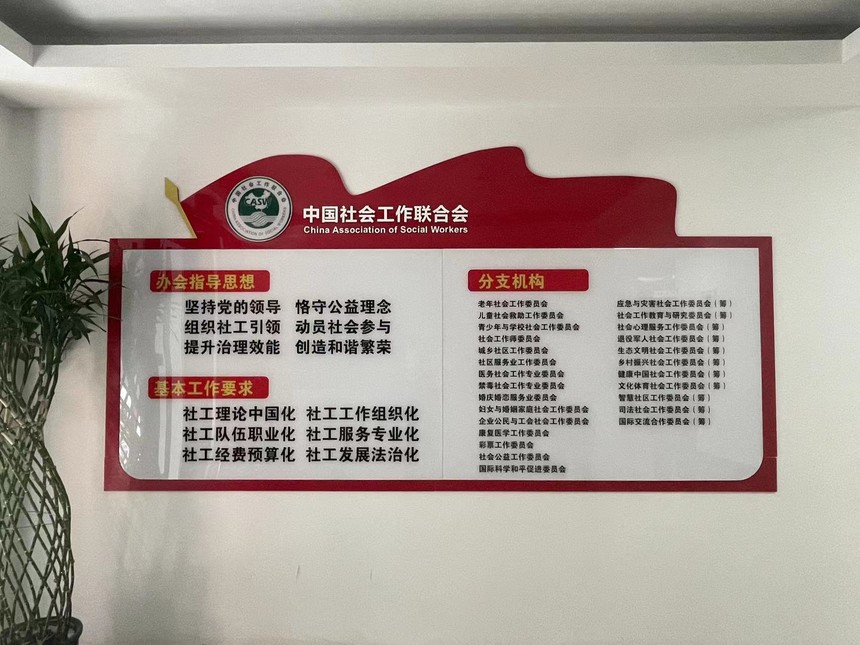 中国社会工作联合会
CASW
中国社会工作联合会
China Association of Social Workers
办会指导思想
坚持党的领导 恪守公益理念
组织社工引领 动员社会参与
提升治理效能 创造和谐繁荣
基本工作要求
社工理论中国化 社工工作组织化
社工队伍职业化 社工服务专业化
社工经费预算化 社工发展法治化
分支机构
老年社会工作委员会
儿童社会救助工作委员会
青少年与学校社会工作委员会
社会工作师委员会
城乡社区工作委员会
社区服务业工作委员会
医务社会工作专业委员会
禁毒社会工作专业委员会
婚庆婚恋服务业委员会
妇女与婚姻家庭社会工作委员会
企业公民与工会社会工作委员会
康复医学工作委员会
彩票工作委员会
社会公益工作委员会
国际科学和平促进委员会
应急与灾害社会工作委员会（筹）
社会工作教育与研究委员会（筹）
社会心理服务工作委员会（筹）
退役军人社会工作委员会（筹）
生态文明社会工作委员会（筹）
乡村振兴社会工作委员会（筹）
健康中国社会工作委员会（筹）
文化体育社会工作委员会（筹）
智慧社区工作委员会（筹）
司法社会工作委员会（筹）
国际交流合作委员会（筹）